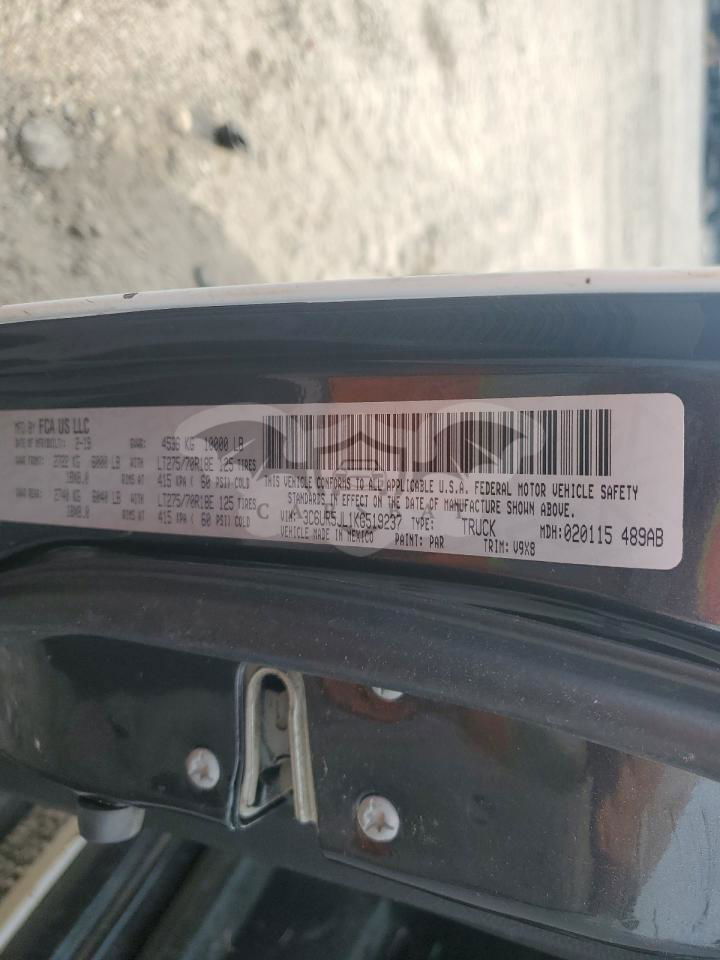 MFG BY FCA US LLC
DATE OF MFR/BUILT: 2-19 GVWR: 4536 KG 10000 LB
GAWR FRONT: 2722 KG 6000 LB WITH LT275/70R18E 125 TIRES
18X8.0 RIMS AT 415 KPA ( 60 PSI) COLD
GAWR REAR: 2740 KG 6040 LB WITH LT275/70R18E 125 TIRES
18X8.0 RIMS AT 415 KPA ( 60 PSI) COLD
THIS VEHICLE CONFORMS TO ALL APPLICABLE U.S.A. FEDERAL MOTOR VEHICLE SAFETY
STANDARDS IN EFFECT ON THE DATE OF MANUFACTURE SHOWN ABOVE.
VIN: 3C6UR5JL1KG519237 TYPE: TRUCK MDH:020115 489AB
VEHICLE MADE IN MEXICO PAINT: PAR TRIM: V9X8